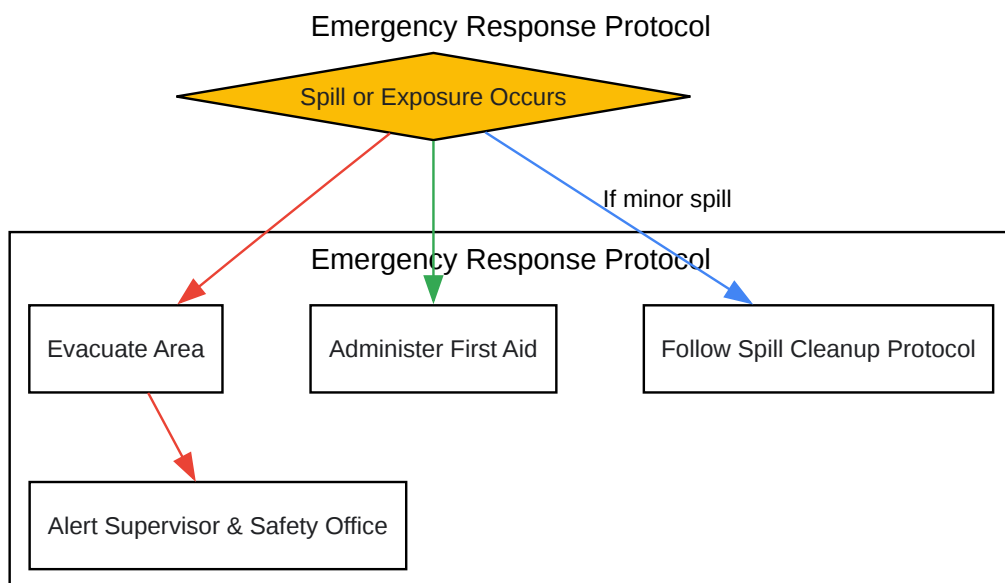 Emergency Response Protocol
Spill or Exposure Occurs
If minor spill
Emergency Response Protocol
Evacuate Area
Administer First Aid
Follow Spill Cleanup Protocol
Alert Supervisor & Safety Office